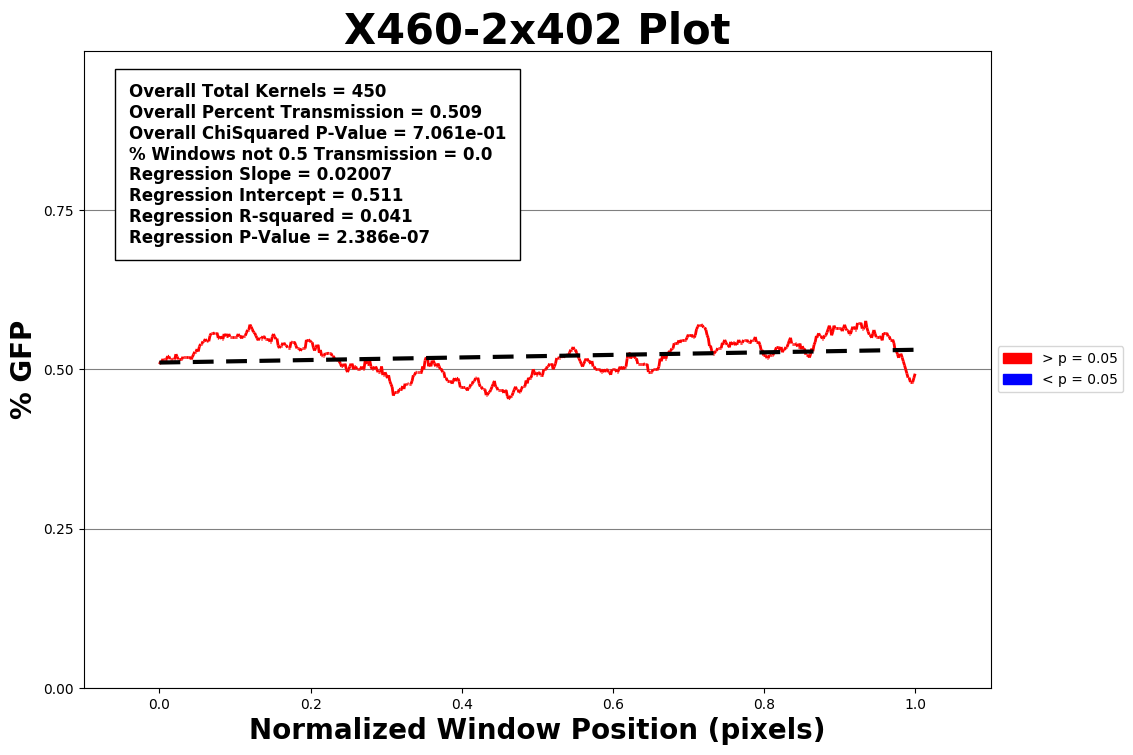 X460-2x402 Plot
Overall Total Kernels = 450
Overall Percent Transmission = 0.509
Overall ChiSquared P-Value = 7.061e-01
% Windows not 0.5 Transmission = 0.0
Regression Slope = 0.02007
Regression Intercept = 0.511
Regression R-squared = 0.041
Regression P-Value = 2.386e-07
% GFP
0.75
0.50
0.25
0.00
> p = 0.05
< p = 0.05
0.0 0.2 0.4 0.6 0.8 1.0
Normalized Window Position (pixels)